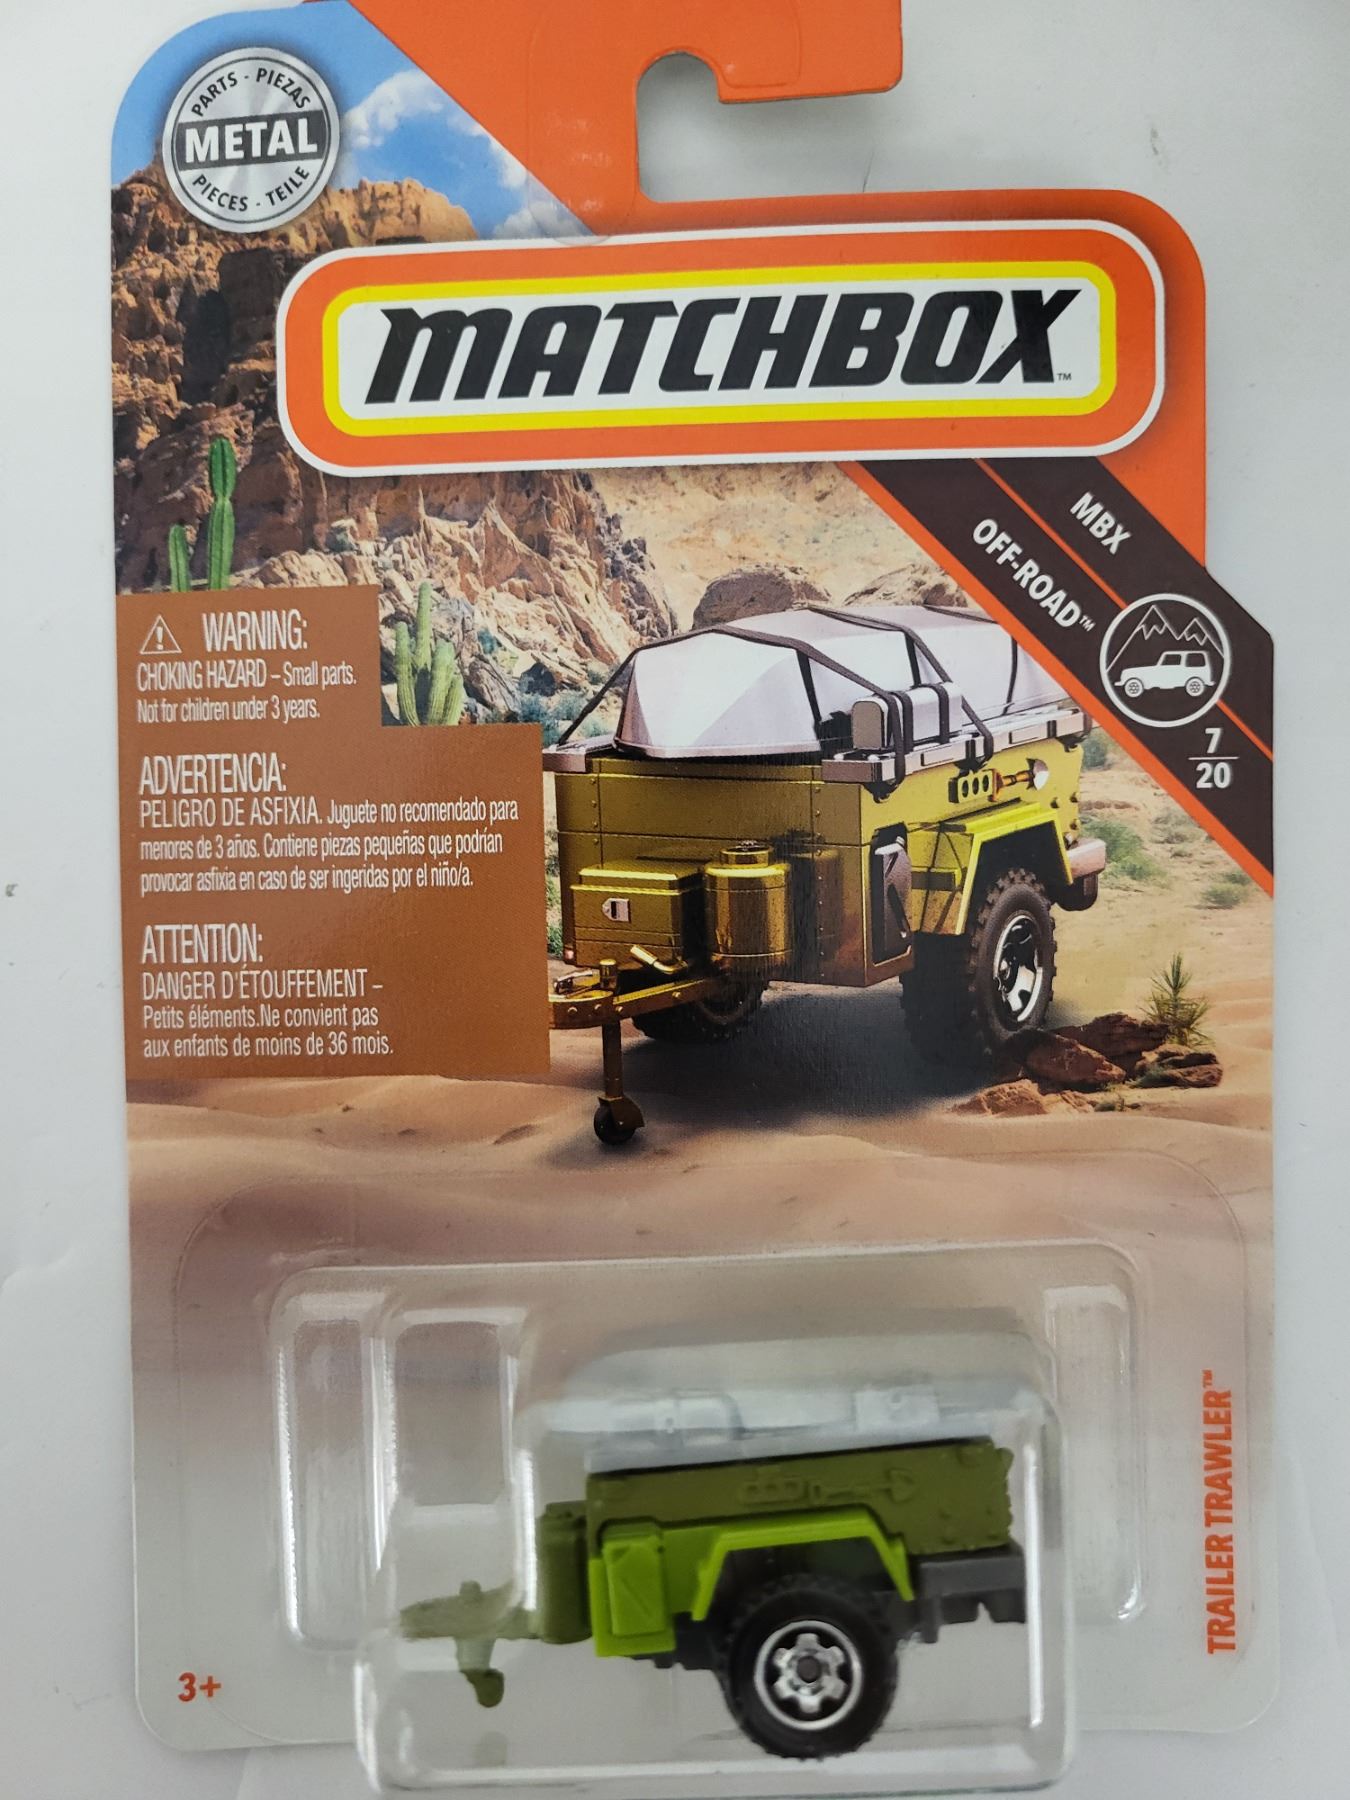 PARTS - PIEZAS
METAL
PIECES - TEILE
MATCHBOX™
MBX
OFF-ROAD™
7
20
WARNING:
CHOKING HAZARD – Small parts.
Not for children under 3 years.
ADVERTENCIA:
PELIGRO DE ASFIXIA. Juguete no recomendado para
menores de 3 años. Contiene piezas pequeñas que podrían
provocar asfixia en caso de ser ingeridas por el niño/a.
ATTENTION:
DANGER D'ÉTOUFFEMENT –
Petits éléments.Ne convient pas
aux enfants de moins de 36 mois.
TRAILER TRAWLER™
3+